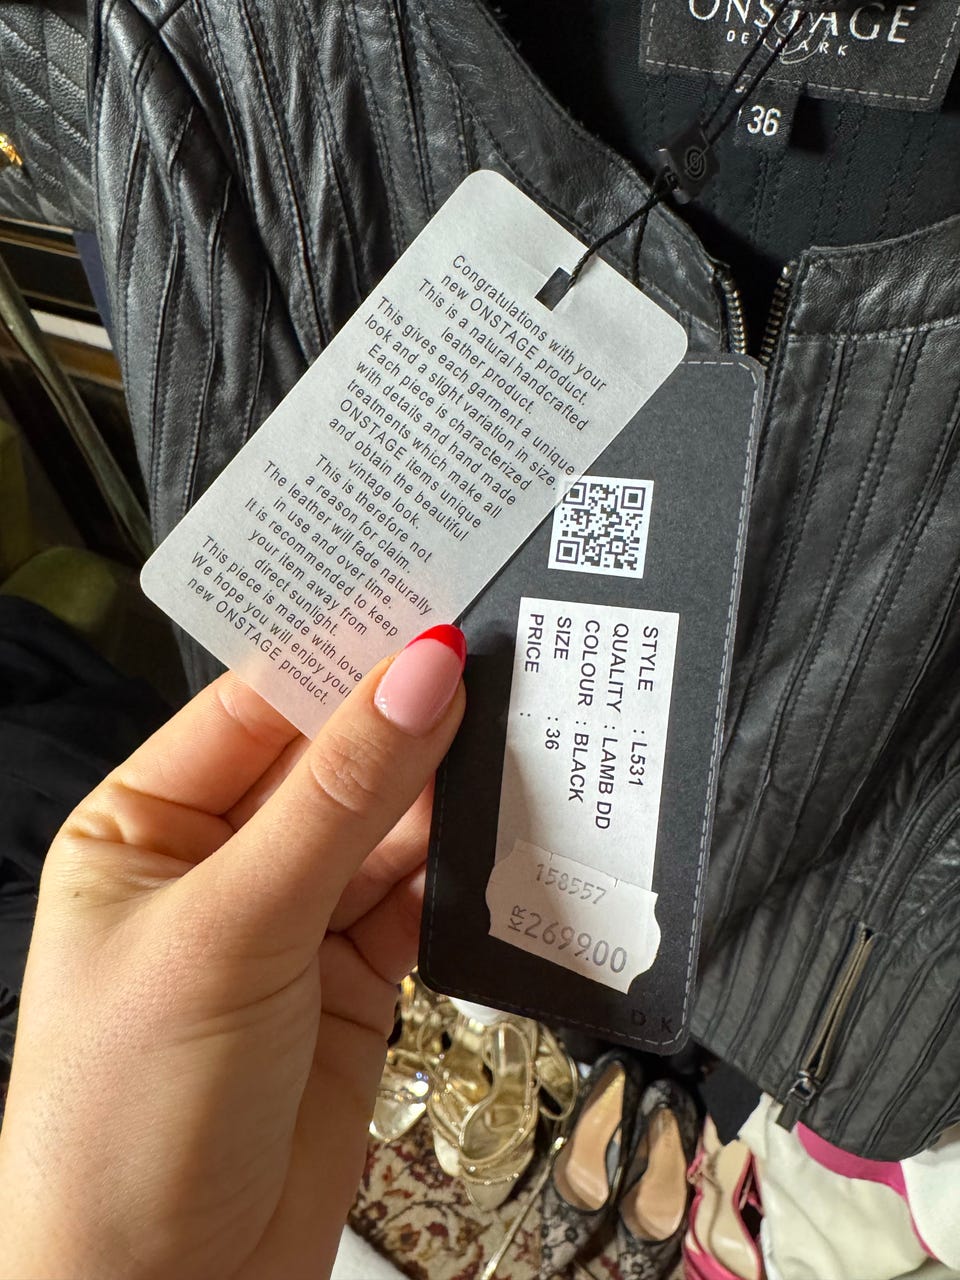 ONSTAGE
DENMARK
36
Congratulations with your
new ONSTAGE product.
This is a natural handcrafted
leather product.
This gives each garment a unique
look and a slight variation in size.
Each piece is characterized
with details and hand made
treatments which make all
ONSTAGE items unique
and obtain the beautiful
vintage look.
This is therefore not
a reason for claim.
The leather will fade naturally
in use and over time.
It is recommended to keep
your item away from
direct sunlight.
This piece is made with love
We hope you will enjoy your
new ONSTAGE product.
STYLE : L531
QUALITY : LAMB DD
COLOUR : BLACK
SIZE : 36
PRICE :
158557
KR2699.00
DK